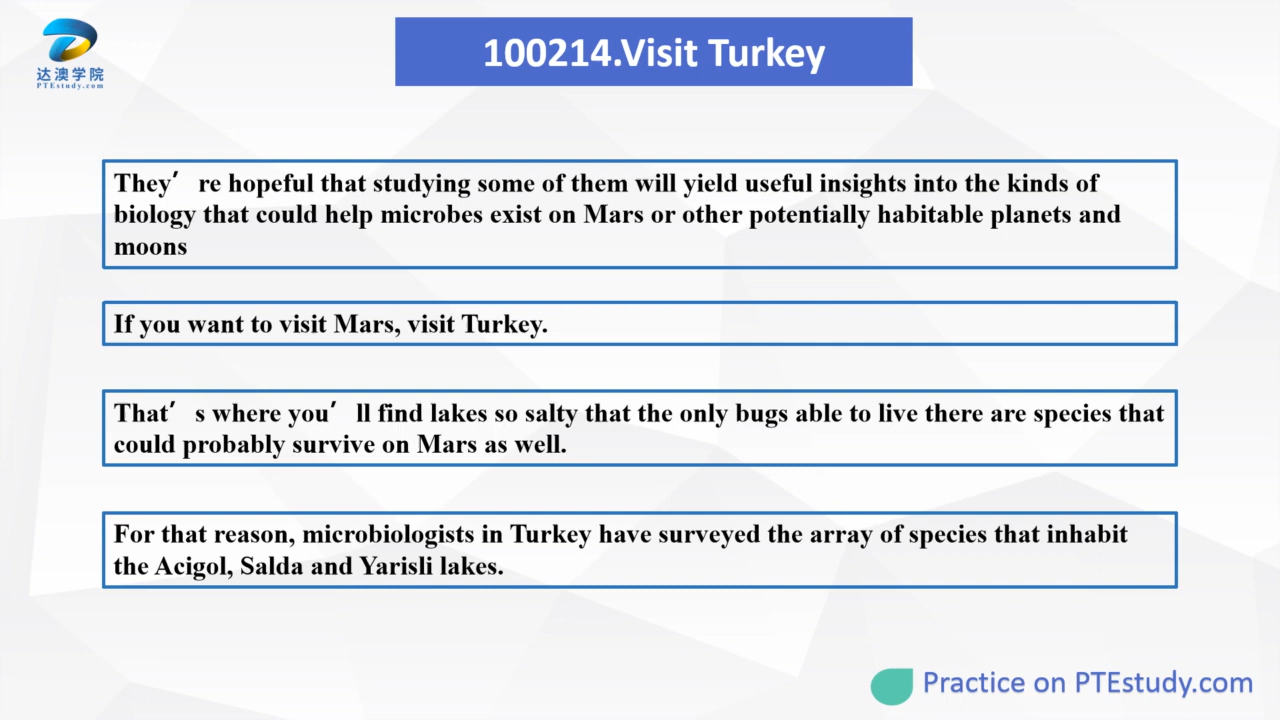 达澳学院
PTEstudy.com
100214.Visit Turkey
They’ re hopeful that studying some of them will yield useful insights into the kinds of
biology that could help microbes exist on Mars or other potentially habitable planets and
moons
If you want to visit Mars, visit Turkey.
That’ s where you’ ll find lakes so salty that the only bugs able to live there are species that
could probably survive on Mars as well.
For that reason, microbiologists in Turkey have surveyed the array of species that inhabit
the Acigol, Salda and Yarisli lakes.
Practice on PTEstudy.com